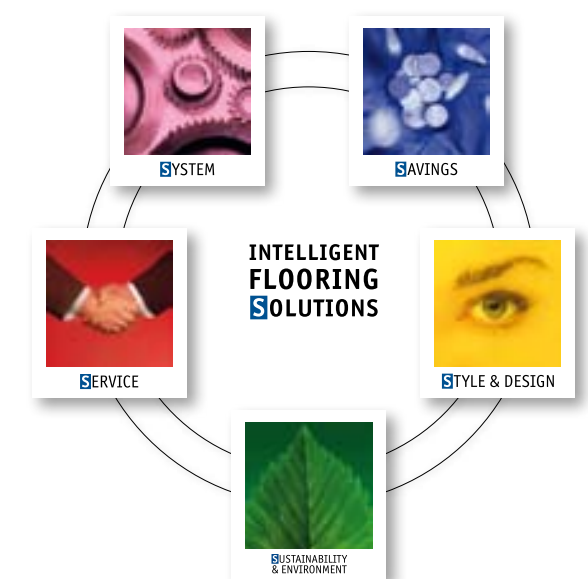 SYSTEM
SAVINGS
INTELLIGENT
FLOORING
SOLUTIONS
SERVICE
STYLE & DESIGN
SUSTAINABILITY
& ENVIRONMENT